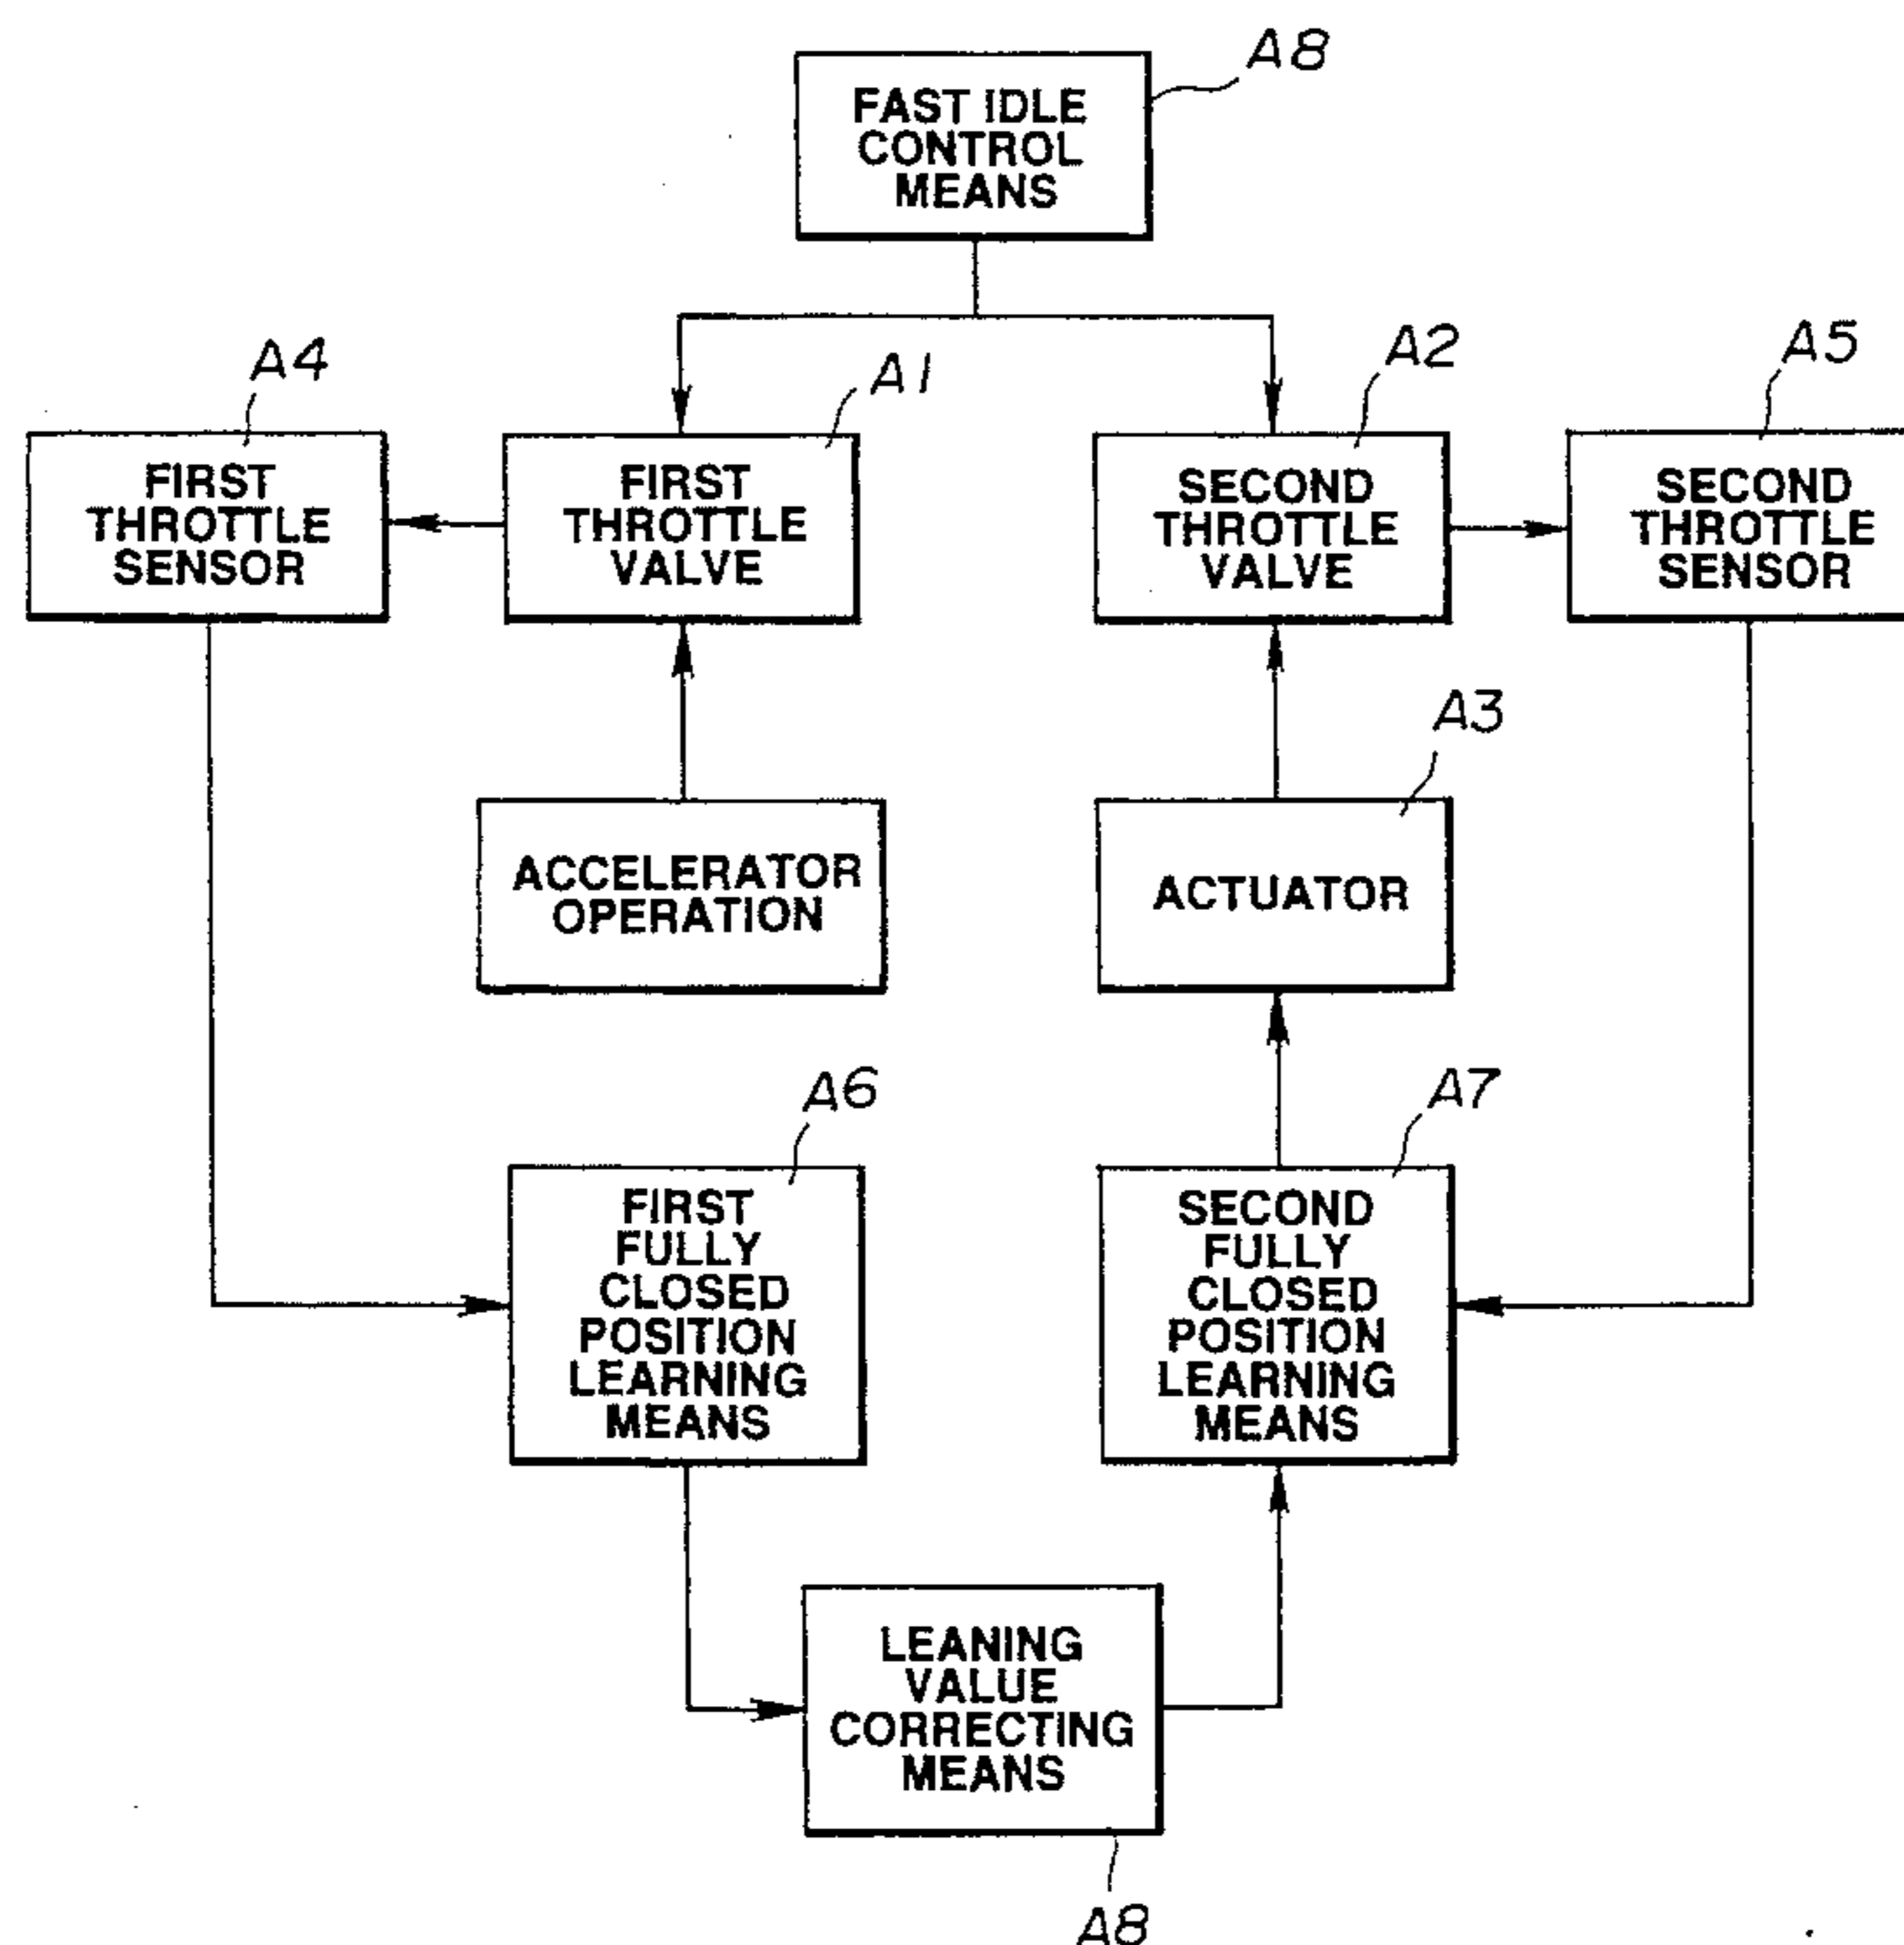 A8
FAST IDLE
CONTROL
MEANS
A4
A1
A2
A5
FIRST
THROTTLE
SENSOR
FIRST
THROTTLE
VALVE
SECOND
THROTTLE
VALVE
SECOND
THROTTLE
SENSOR
A3
ACCELERATOR
OPERATION
ACTUATOR
A6
A7
FIRST
FULLY
CLOSED
POSITION
LEARNING
MEANS
SECOND
FULLY
CLOSED
POSITION
LEARNING
MEANS
LEANING
VALUE
CORRECTING
MEANS
A8